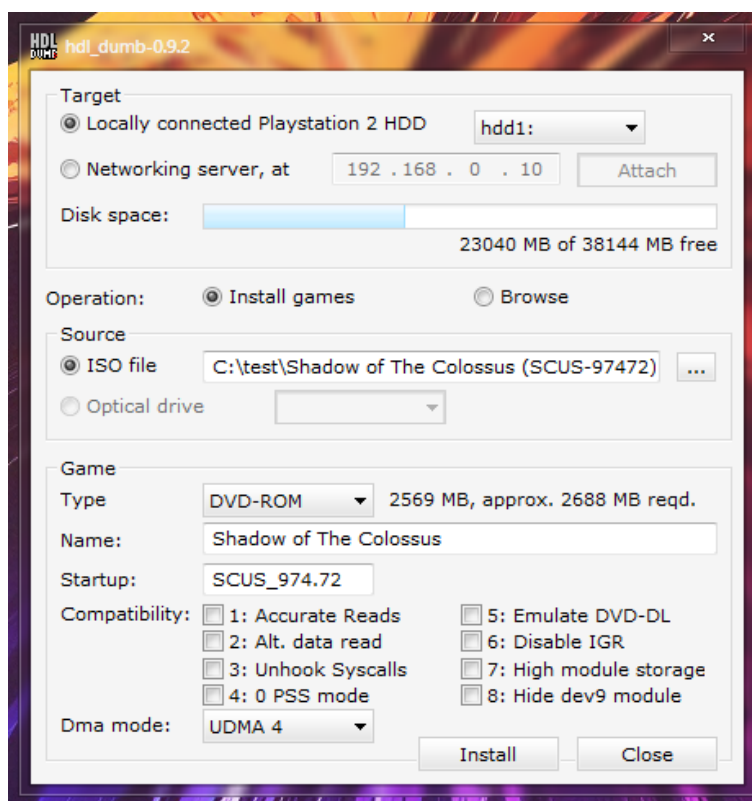 HDL
DUMP
hdl_dumb-0.9.2
Target
Locally connected Playstation 2 HDD hdd1:
Networking server, at 192 . 168 . 0 . 10 Attach
Disk space:
23040 MB of 38144 MB free
Operation: Install games Browse
Source
ISO file C:\test\Shadow of The Colossus (SCUS-97472) ...
Optical drive
Game
Type DVD-ROM 2569 MB, approx. 2688 MB reqd.
Name: Shadow of The Colossus
Startup: SCUS_974.72
Compatibility: 1: Accurate Reads 5: Emulate DVD-DL
2: Alt. data read 6: Disable IGR
3: Unhook Syscalls 7: High module storage
4: 0 PSS mode 8: Hide dev9 module
Dma mode: UDMA 4
Install Close